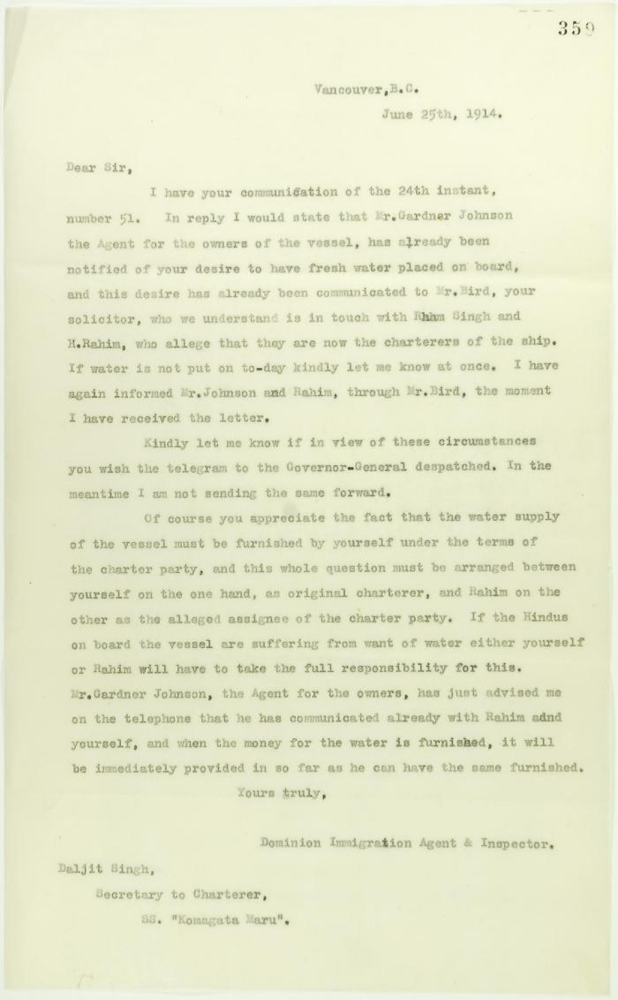 359
Vancouver,B.C.
June 25th, 1914.
Dear Sir,
I have your communication of the 24th instant,
number 51. In reply I would state that Mr.Gardner Johnson
the Agent for the owners of the vessel, has already been
notified of your desire to have fresh water placed on board,
and this desire has already been communicated to Mr.Bird, your
solicitor, who we understand is in touch with Singh and
H.Rahim, who allege that they are now the charterers of the ship.
If water is not put on to-day kindly let me know at once. I have
again informed Mr.Johnson and Rahim, through Mr.Bird, the moment
I have received the letter.
Kindly let me know if in view of these circumstances
you wish the telegram to the Governor-General despatched. In the
meantime I am not sending the same forward.
Of course you appreciate the fact that the water supply
of the vessel must be furnished by yourself under the terms of
the charter party, and this whole question must be arranged between
yourself on the one hand, as original charterer, and Rahim on the
other as the alleged assignee of the charter party. If the Hindus
on board the vessel are suffering from want of water either yourself
or Rahim will have to take the full responsibility for this.
Mr.Gardner Johnson, the Agent for the owners, has just advised me
on the telephone that he has communicated already with Rahim adnd
yourself, and when the money for the water is furnished, it will
be immediately provided in so far as he can have the same furnished.
Yours truly,
Dominion Immigration Agent & Inspector.
Daljit Singh,
Secretary to Charterer,
SS. "Komagata Maru".